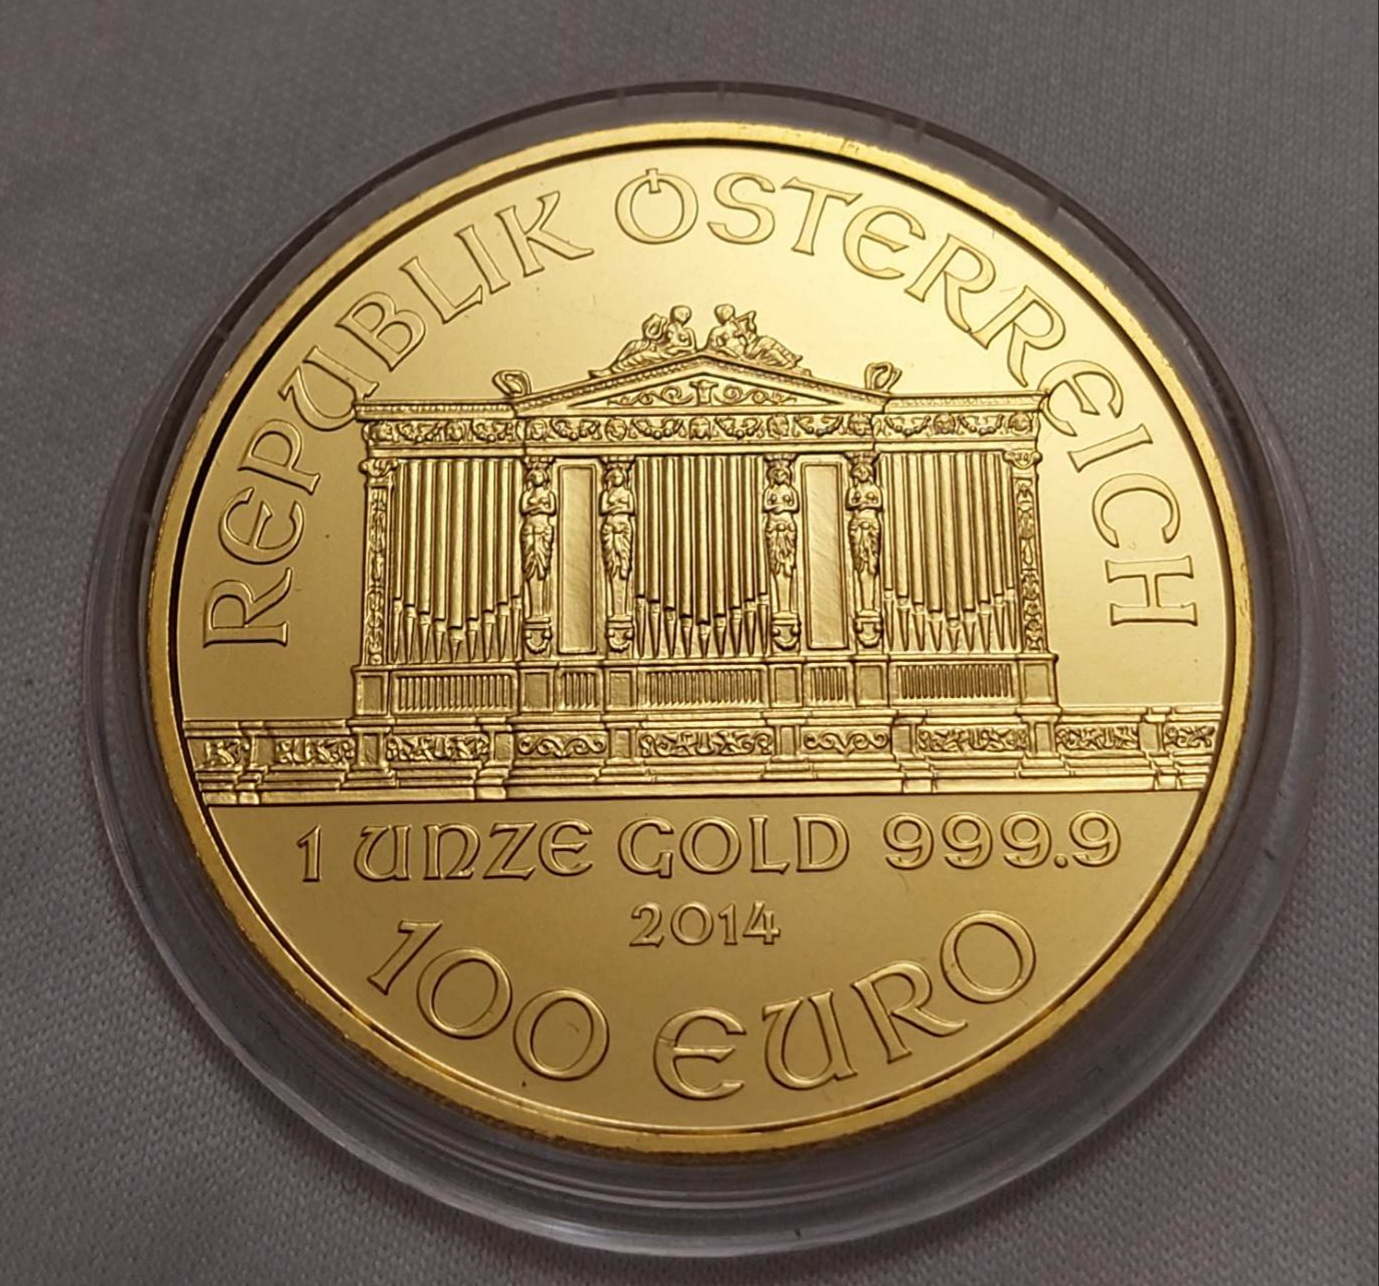 REPUBLIK ÖSTERREICH
1 UNZE GOLD 999.9
2014
100 EURO